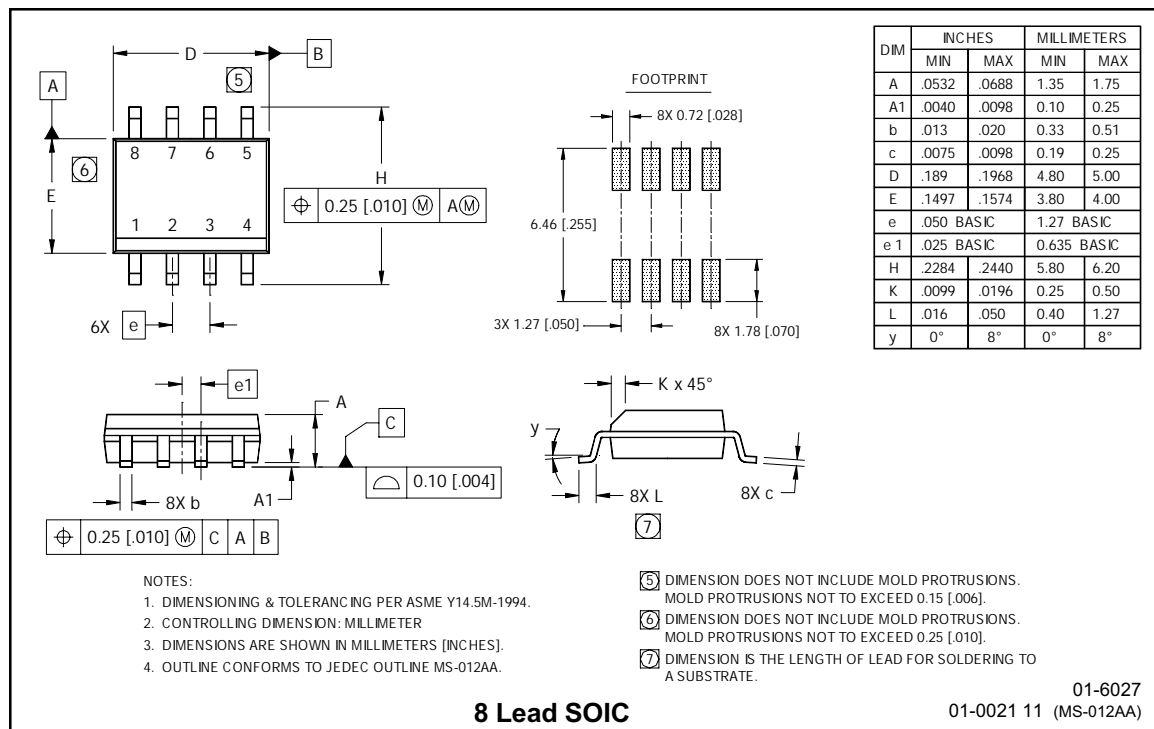 D
B
5
A
8 7 6 5
6
E
H
⌖ 0.25 [.010] Ⓜ AⓂ
1 2 3 4
6X e
FOOTPRINT
8X 0.72 [.028]
6.46 [.255]
3X 1.27 [.050]
8X 1.78 [.070]
DIM INCHES MILLIMETERS
MIN MAX MIN MAX
A .0532 .0688 1.35 1.75
A1 .0040 .0098 0.10 0.25
b .013 .020 0.33 0.51
c .0075 .0098 0.19 0.25
D .189 .1968 4.80 5.00
E .1497 .1574 3.80 4.00
e .050 BASIC 1.27 BASIC
e 1 .025 BASIC 0.635 BASIC
H .2284 .2440 5.80 6.20
K .0099 .0196 0.25 0.50
L .016 .050 0.40 1.27
y 0° 8° 0° 8°
e1
A
C
8X b
A1
⌓ 0.10 [.004]
⌖ 0.25 [.010] Ⓜ C A B
K x 45°
y
8X L
8X c
7
NOTES:
1. DIMENSIONING & TOLERANCING PER ASME Y14.5M-1994.
2. CONTROLLING DIMENSION: MILLIMETER
3. DIMENSIONS ARE SHOWN IN MILLIMETERS [INCHES].
4. OUTLINE CONFORMS TO JEDEC OUTLINE MS-012AA.
5 DIMENSION DOES NOT INCLUDE MOLD PROTRUSIONS.
MOLD PROTRUSIONS NOT TO EXCEED 0.15 [.006].
6 DIMENSION DOES NOT INCLUDE MOLD PROTRUSIONS.
MOLD PROTRUSIONS NOT TO EXCEED 0.25 [.010].
7 DIMENSION IS THE LENGTH OF LEAD FOR SOLDERING TO
A SUBSTRATE.
8 Lead SOIC
01-6027
01-0021 11 (MS-012AA)